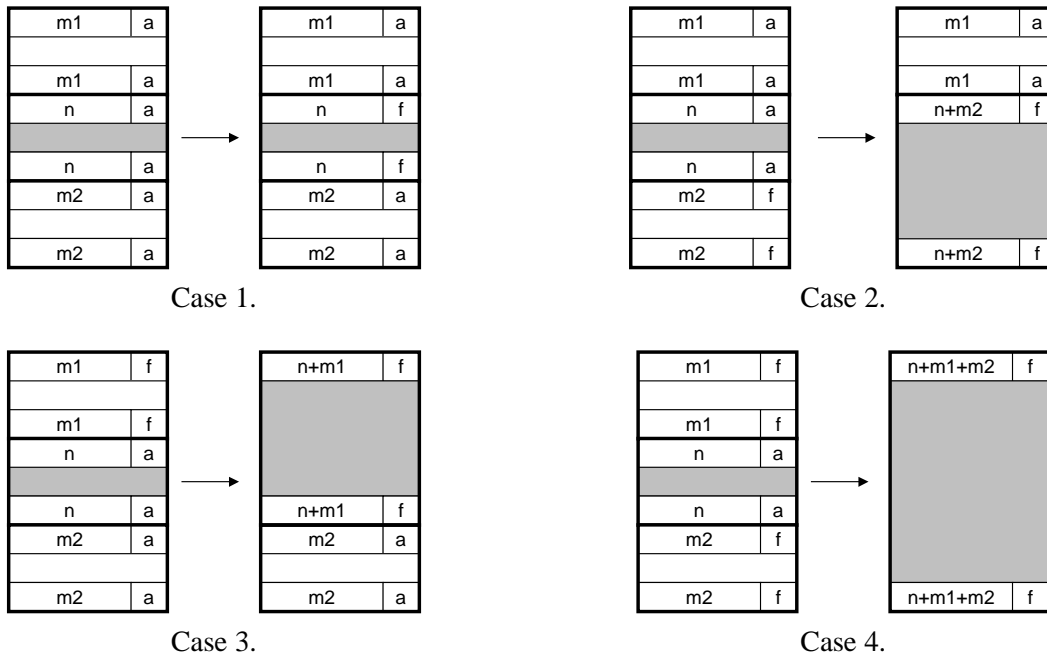 m1 a m1 a
m1 a m1 a
n a n f
n a n f
m2 a m2 a
m2 a m2 a
Case 1.
m1 a m1 a
m1 a m1 a
n a n+m2 f
n a
m2 f
m2 f n+m2 f
Case 2.
m1 f n+m1 f
m1 f
n a
n a n+m1 f
m2 a m2 a
m2 a m2 a
Case 3.
m1 f n+m1+m2 f
m1 f
n a
n a
m2 f
m2 f n+m1+m2 f
Case 4.